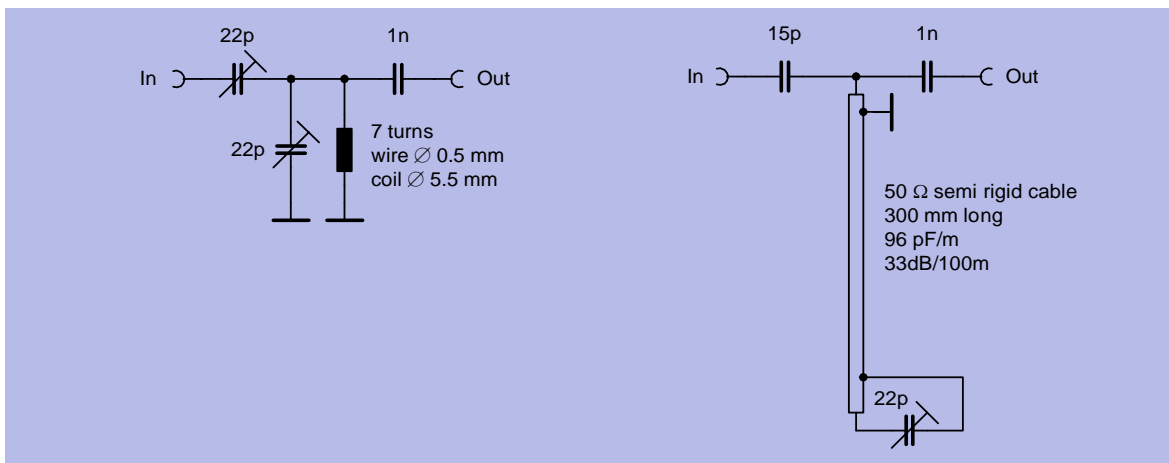 22p
1n
In
Out
22p
7 turns
wire ∅ 0.5 mm
coil ∅ 5.5 mm
15p
1n
In
Out
50 Ω semi rigid cable
300 mm long
96 pF/m
33dB/100m
22p